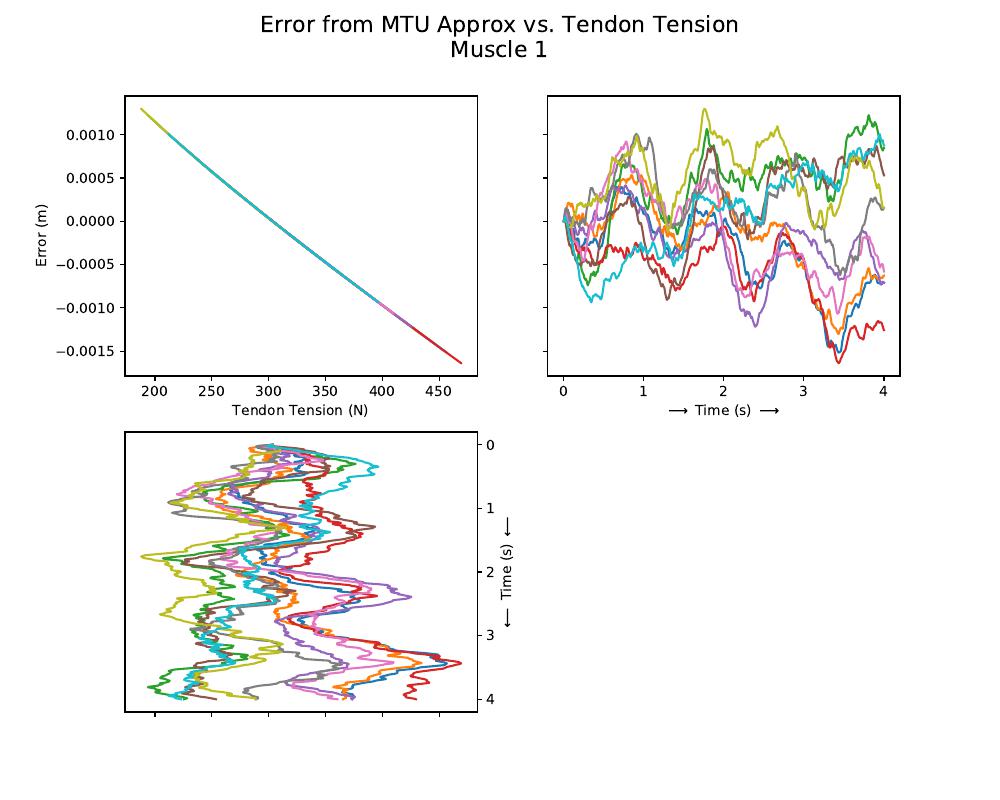 Error from MTU Approx vs. Tendon Tension
Muscle 1
0.0010
0.0005
0.0000
−0.0005
−0.0010
−0.0015
Error (m)
200 250 300 350 400 450
Tendon Tension (N)
0 1 2 3 4
⟶ Time (s) ⟶
0
1
2
3
4
⟵ Time (s) ⟵